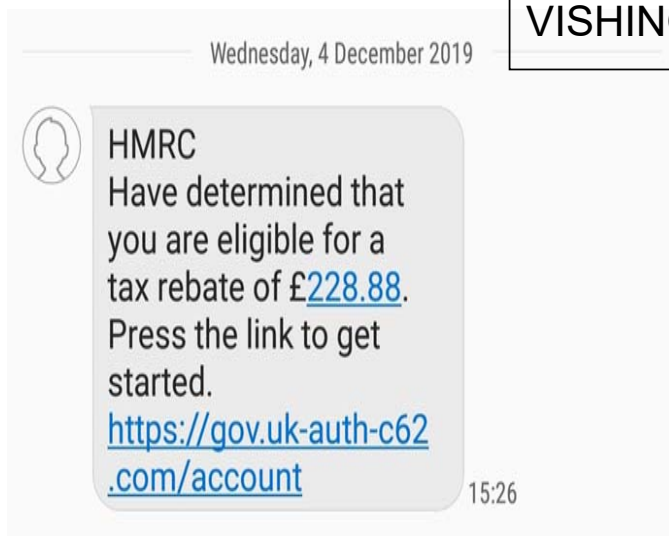 VISHIN
Wednesday, 4 December 2019
HMRC
Have determined that
you are eligible for a
tax rebate of £228.88.
Press the link to get
started.
https://gov.uk-auth-c62
.com/account
15:26